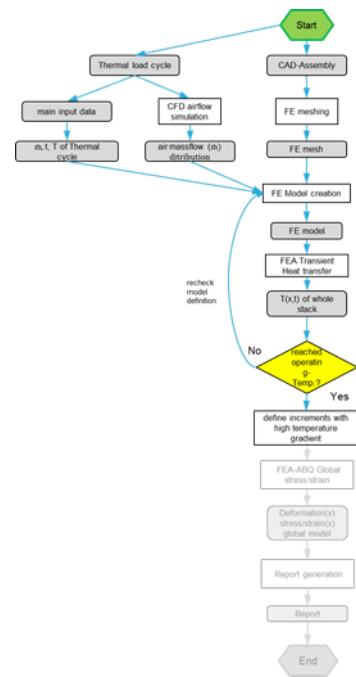 Start
Thermal load cycle
CAD-Assembly
main input data
CFD airflow
simulation
FE meshing
ṁ, t, T of Thermal
cycle
air massflow (ṁ)
ditribution
FE mesh
FE Model creation
FE model
FEA Transient
Heat transfer
recheck
model
definition
T(x,t) of whole
stack
No
reached
operatin
g-
Temp.?
Yes
define increments with
high temperature
gradient
FEA-ABQ Global
stress/strain
Deformation(x)
stress/strain(x)
global model
Report generation
Report
End